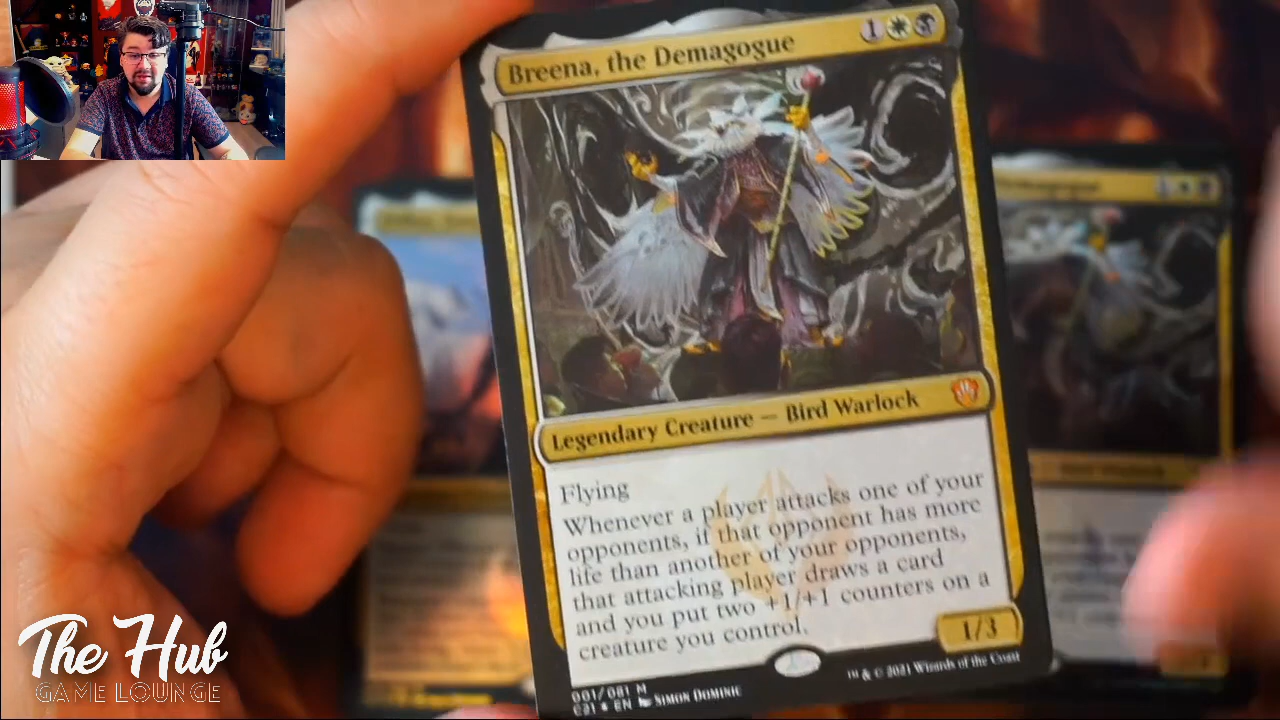 Breena, the Demagogue
1
Legendary Creature — Bird Warlock
Flying
Whenever a player attacks one of your
opponents, if that opponent has more
life than another of your opponents,
that attacking player draws a card
and you put two +1/+1 counters on a
creature you control.
1/3
001/081 M
C21 ★ EN SIMON DOMINIC
™ & © 2021 Wizards of the Coast
The Hub
GAME LOUNGE